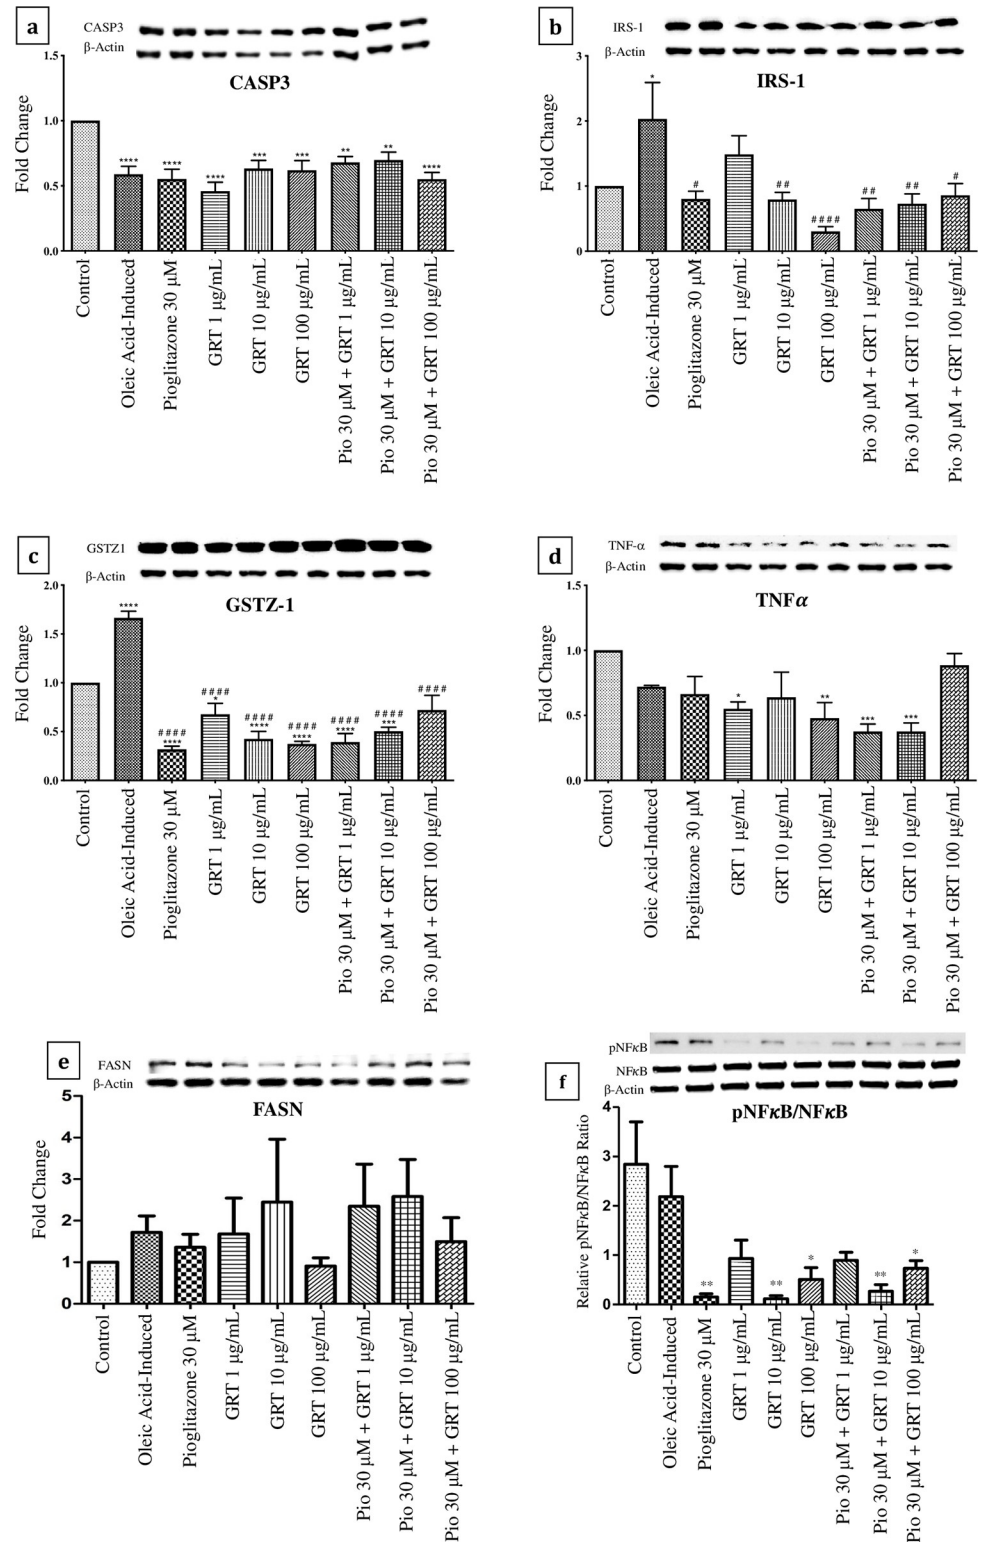 a
CASP3
β-Actin
CASP3
Fold Change
1.5
1.0
0.5
0.0
****
****
****
***
***
**
**
****
Control
Oleic Acid-Induced
Pioglitazone 30 μM
GRT 1 μg/mL
GRT 10 μg/mL
GRT 100 μg/mL
Pio 30 μM + GRT 1 μg/mL
Pio 30 μM + GRT 10 μg/mL
Pio 30 μM + GRT 100 μg/mL
b
IRS-1
β-Actin
IRS-1
Fold Change
3
2
1
0
*
#
##
####
##
##
#
Control
Oleic Acid-Induced
Pioglitazone 30 μM
GRT 1 μg/mL
GRT 10 μg/mL
GRT 100 μg/mL
Pio 30 μM + GRT 1 μg/mL
Pio 30 μM + GRT 10 μg/mL
Pio 30 μM + GRT 100 μg/mL
c
GSTZ1
β-Actin
GSTZ-1
Fold Change
2.0
1.5
1.0
0.5
0.0
****
####
****
####
*
####
****
####
****
####
****
####
***
####
Control
Oleic Acid-Induced
Pioglitazone 30 μM
GRT 1 μg/mL
GRT 10 μg/mL
GRT 100 μg/mL
Pio 30 μM + GRT 1 μg/mL
Pio 30 μM + GRT 10 μg/mL
Pio 30 μM + GRT 100 μg/mL
d
TNF-α
β-Actin
TNFα
Fold Change
1.5
1.0
0.5
0.0
*
**
***
***
Control
Oleic Acid-Induced
Pioglitazone 30 μM
GRT 1 μg/mL
GRT 10 μg/mL
GRT 100 μg/mL
Pio 30 μM + GRT 1 μg/mL
Pio 30 μM + GRT 10 μg/mL
Pio 30 μM + GRT 100 μg/mL
e
FASN
β-Actin
FASN
Fold Change
5
4
3
2
1
0
Control
Oleic Acid-Induced
Pioglitazone 30 μM
GRT 1 μg/mL
GRT 10 μg/mL
GRT 100 μg/mL
Pio 30 μM + GRT 1 μg/mL
Pio 30 μM + GRT 10 μg/mL
Pio 30 μM + GRT 100 μg/mL
f
pNFκB
NFκB
β-Actin
pNFκB/NFκB
Relative pNFκB/NFκB Ratio
4
3
2
1
0
**
**
*
**
*
Control
Oleic Acid-Induced
Pioglitazone 30 μM
GRT 1 μg/mL
GRT 10 μg/mL
GRT 100 μg/mL
Pio 30 μM + GRT 1 μg/mL
Pio 30 μM + GRT 10 μg/mL
Pio 30 μM + GRT 100 μg/mL